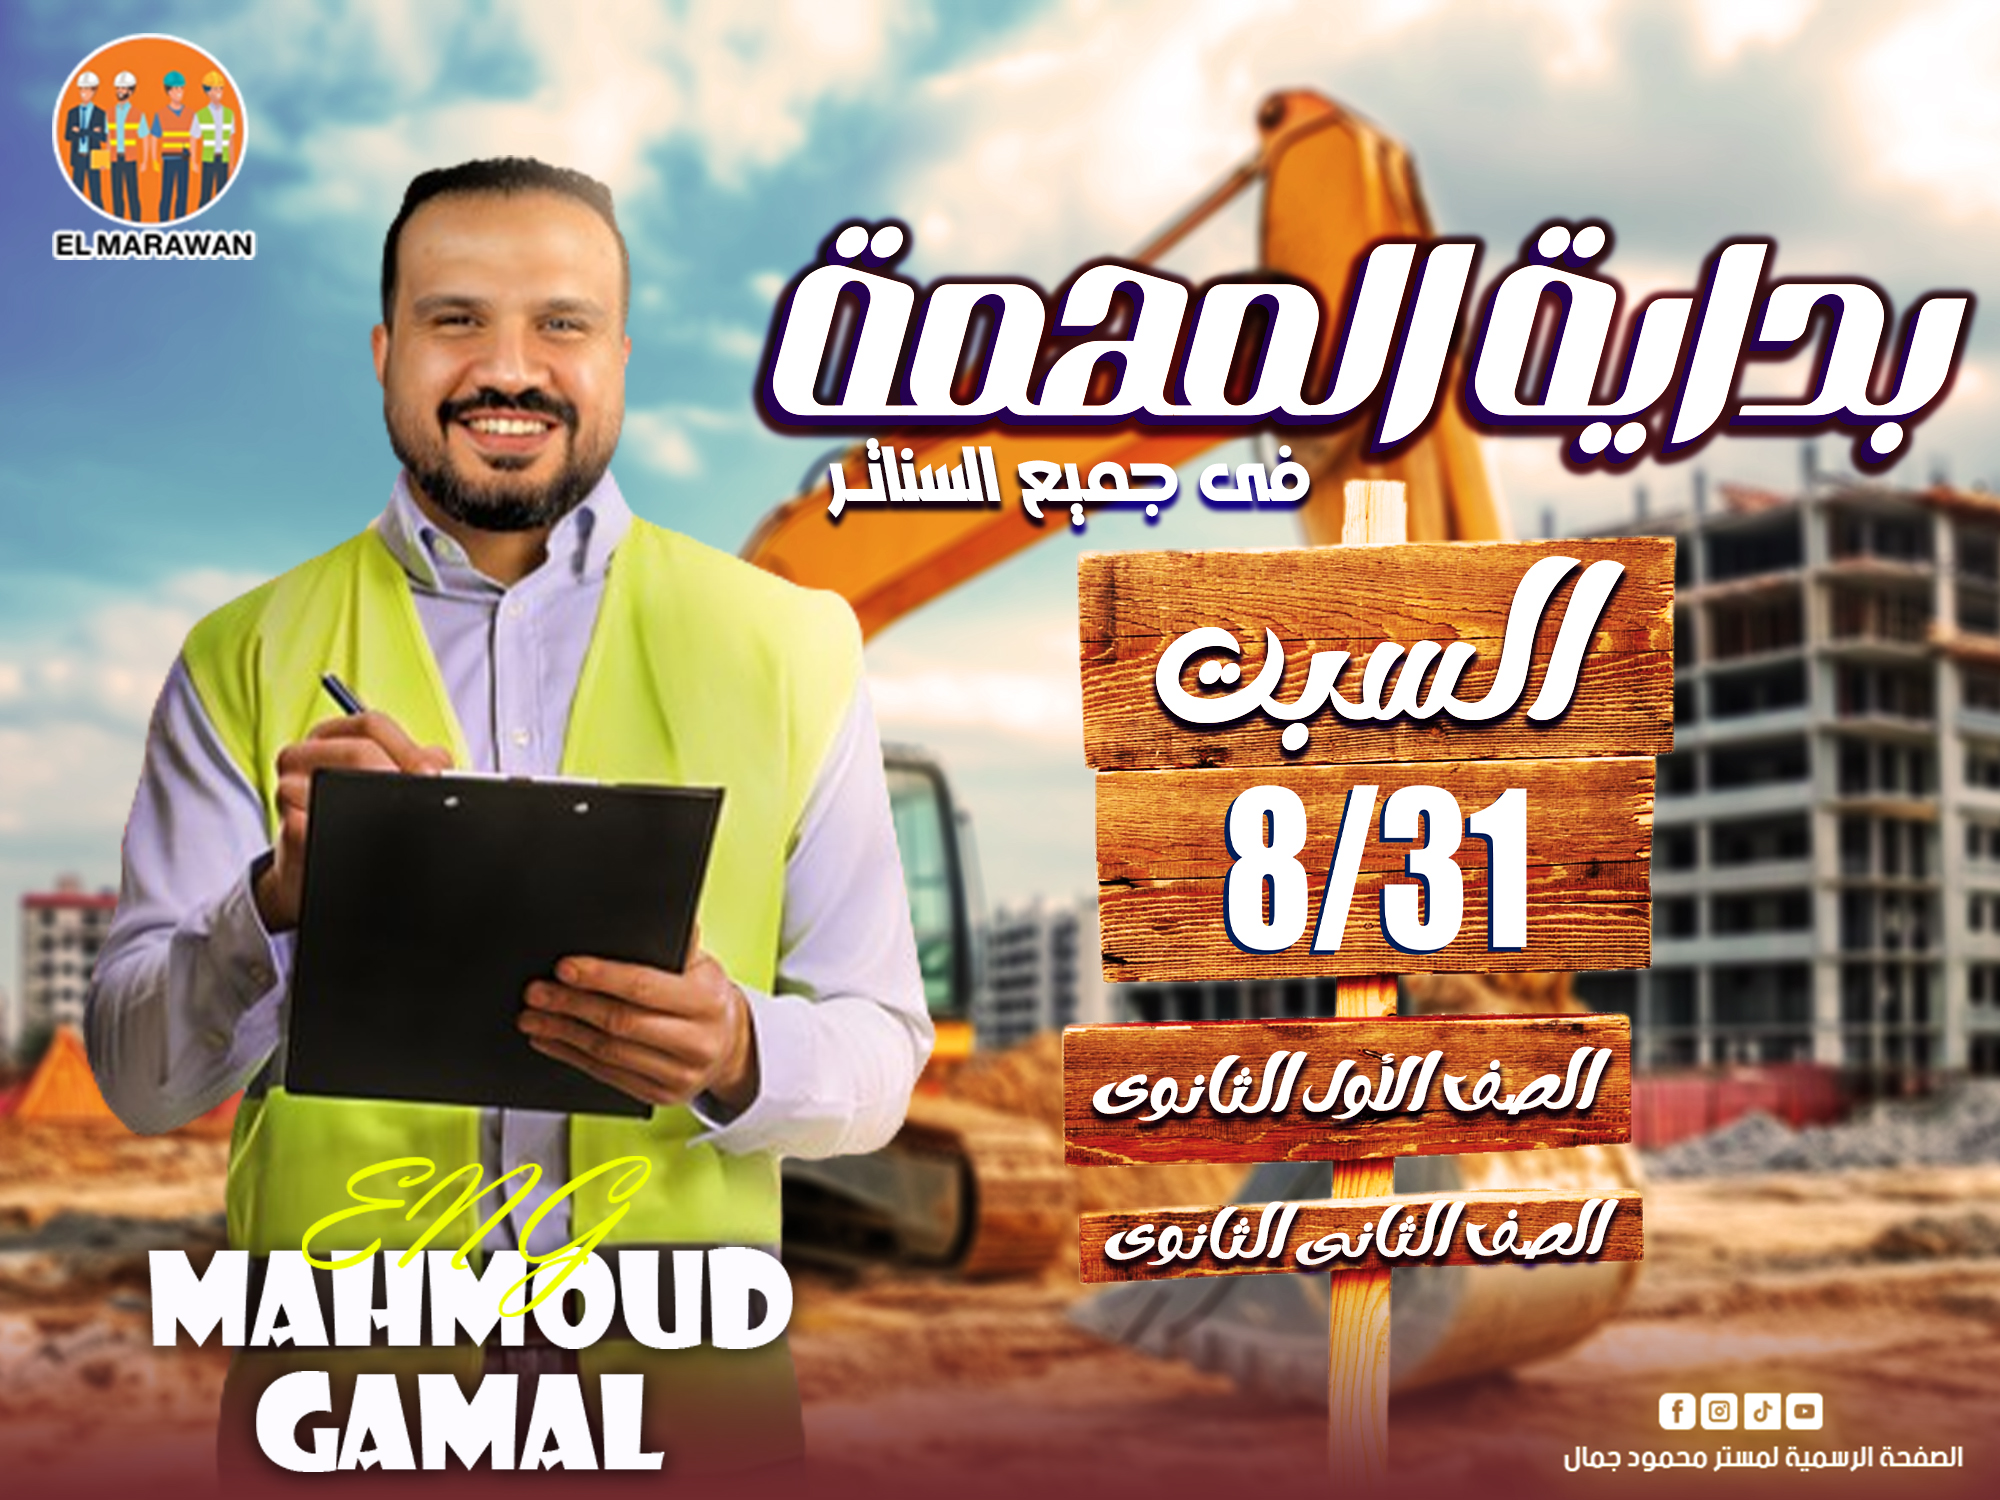 EL MARAWAN
بداية المهمة
فى جميع السناتر
السبت
8/31
الصف الأول الثانوى
الصف الثانى الثانوى
ENG
MAHMOUD
GAMAL
الصفحة الرسمية لمستر محمود جمال